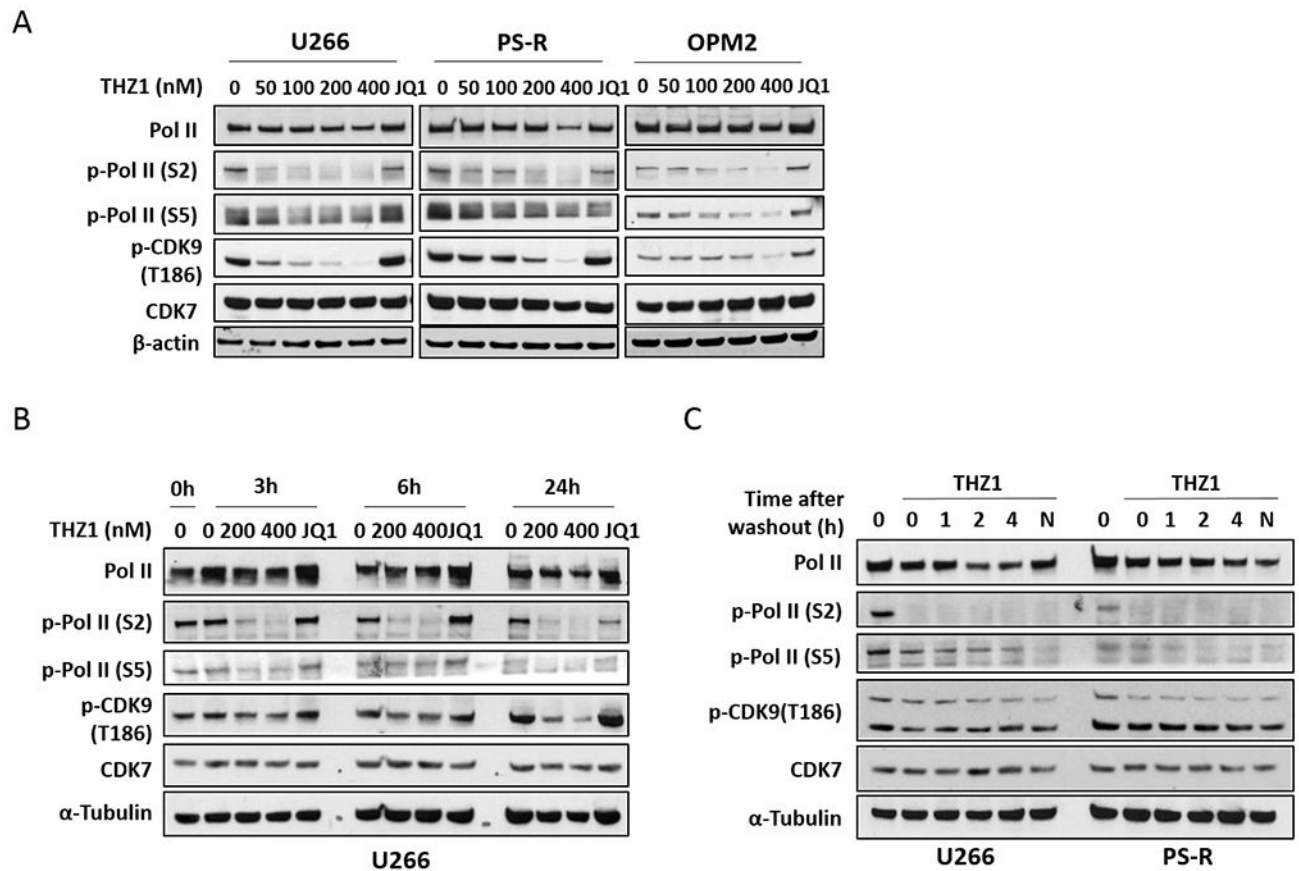 A
U266 PS-R OPM2
THZ1 (nM) 0 50 100 200 400 JQ1 0 50 100 200 400 JQ1 0 50 100 200 400 JQ1
Pol II
p-Pol II (S2)
p-Pol II (S5)
p-CDK9
(T186)
CDK7
β-actin
B
0h 3h 6h 24h
THZ1 (nM) 0 0 200 400 JQ1 0 200 400JQ1 0 200 400 JQ1
Pol II
p-Pol II (S2)
p-Pol II (S5)
p-CDK9
(T186)
CDK7
α-Tubulin
U266
C
THZ1 THZ1
Time after
washout (h) 0 0 1 2 4 N 0 0 1 2 4 N
Pol II
p-Pol II (S2)
p-Pol II (S5)
p-CDK9(T186)
CDK7
α-Tubulin
U266 PS-R